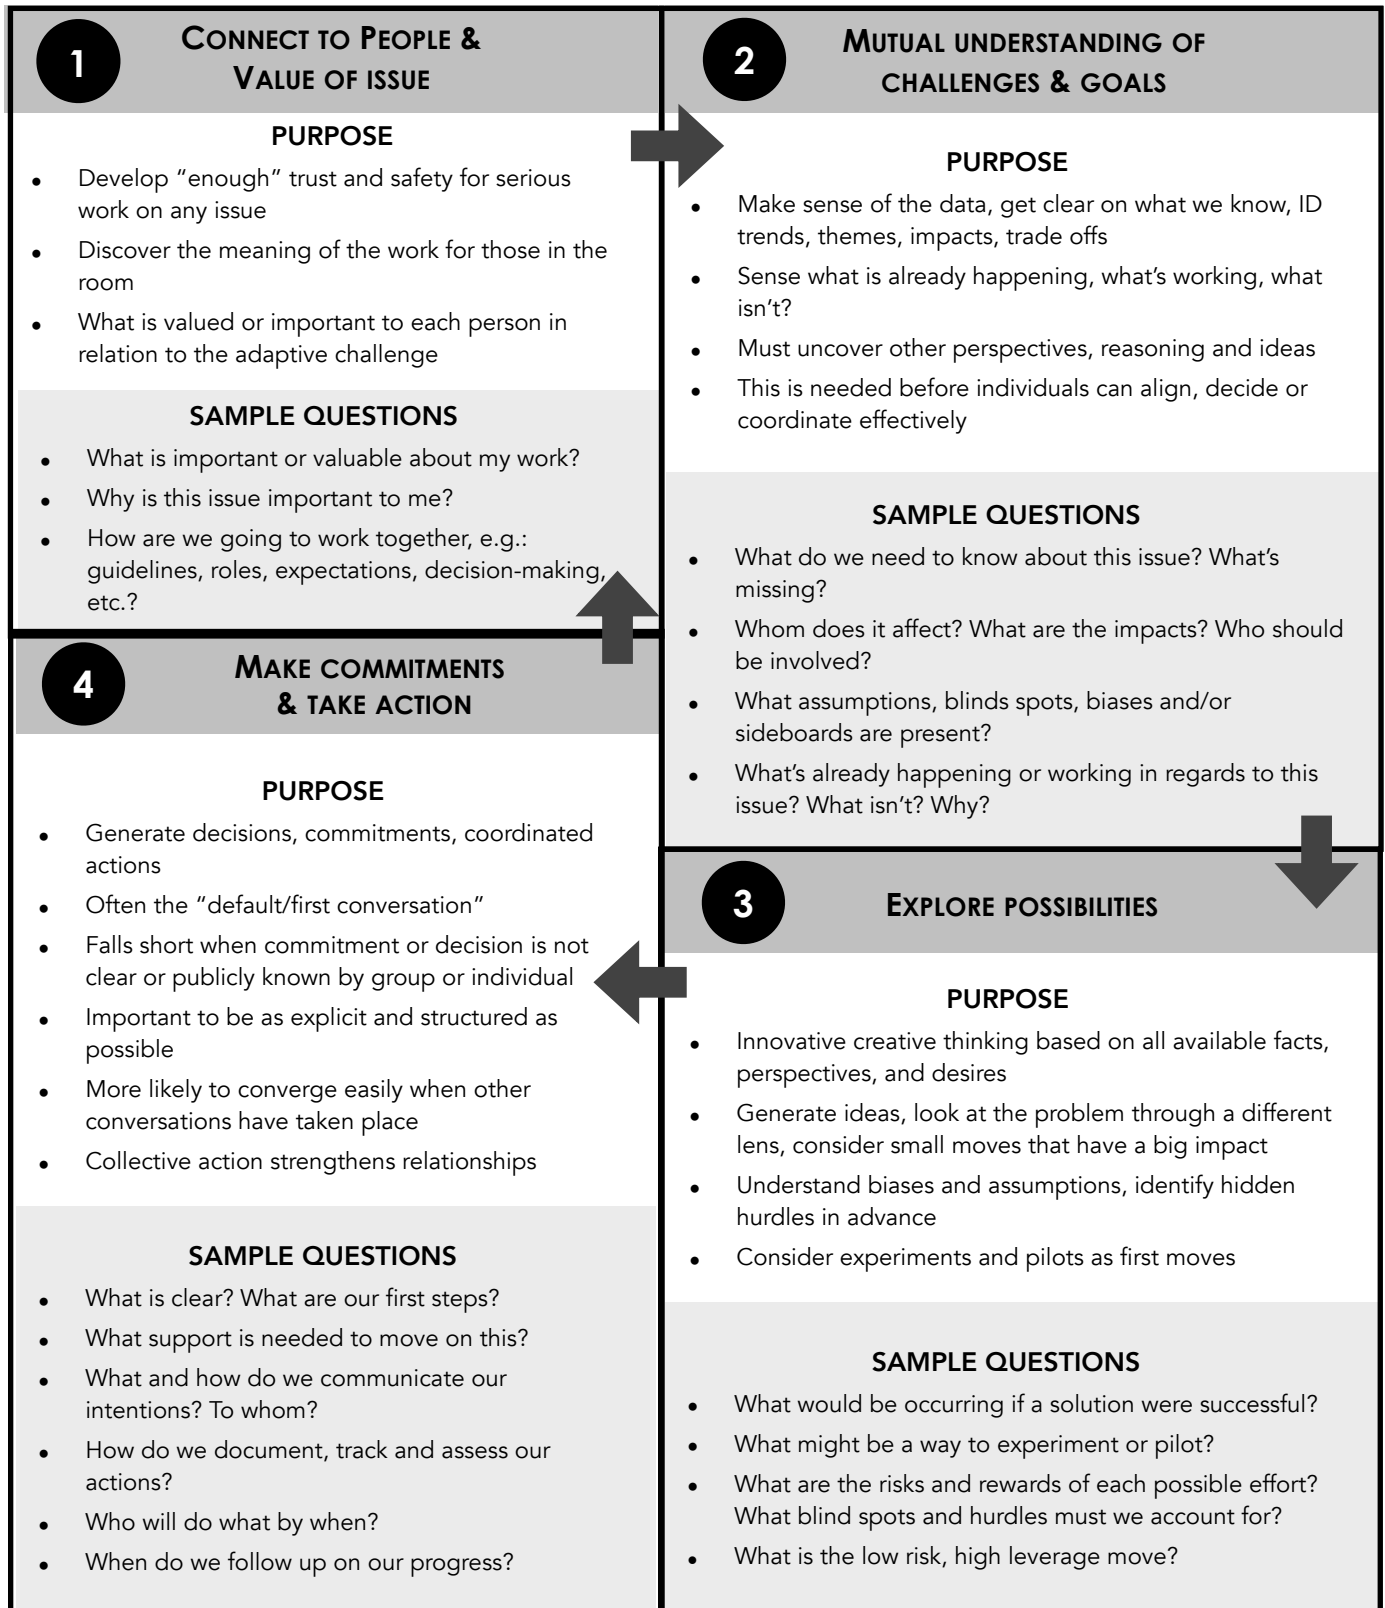 1
CONNECT TO PEOPLE &
VALUE OF ISSUE
PURPOSE
• Develop “enough” trust and safety for serious
work on any issue
• Discover the meaning of the work for those in the
room
• What is valued or important to each person in
relation to the adaptive challenge
SAMPLE QUESTIONS
• What is important or valuable about my work?
• Why is this issue important to me?
• How are we going to work together, e.g.:
guidelines, roles, expectations, decision-making,
etc.?
2
MUTUAL UNDERSTANDING OF
CHALLENGES & GOALS
PURPOSE
• Make sense of the data, get clear on what we know, ID
trends, themes, impacts, trade offs
• Sense what is already happening, what’s working, what
isn’t?
• Must uncover other perspectives, reasoning and ideas
• This is needed before individuals can align, decide or
coordinate effectively
SAMPLE QUESTIONS
• What do we need to know about this issue? What’s
missing?
• Whom does it affect? What are the impacts? Who should
be involved?
• What assumptions, blinds spots, biases and/or
sideboards are present?
• What’s already happening or working in regards to this
issue? What isn’t? Why?
3
EXPLORE POSSIBILITIES
PURPOSE
• Innovative creative thinking based on all available facts,
perspectives, and desires
• Generate ideas, look at the problem through a different
lens, consider small moves that have a big impact
• Understand biases and assumptions, identify hidden
hurdles in advance
• Consider experiments and pilots as first moves
SAMPLE QUESTIONS
• What would be occurring if a solution were successful?
• What might be a way to experiment or pilot?
• What are the risks and rewards of each possible effort?
What blind spots and hurdles must we account for?
• What is the low risk, high leverage move?
4
MAKE COMMITMENTS
& TAKE ACTION
PURPOSE
• Generate decisions, commitments, coordinated
actions
• Often the “default/first conversation”
• Falls short when commitment or decision is not
clear or publicly known by group or individual
• Important to be as explicit and structured as
possible
• More likely to converge easily when other
conversations have taken place
• Collective action strengthens relationships
SAMPLE QUESTIONS
• What is clear? What are our first steps?
• What support is needed to move on this?
• What and how do we communicate our
intentions? To whom?
• How do we document, track and assess our
actions?
• Who will do what by when?
• When do we follow up on our progress?